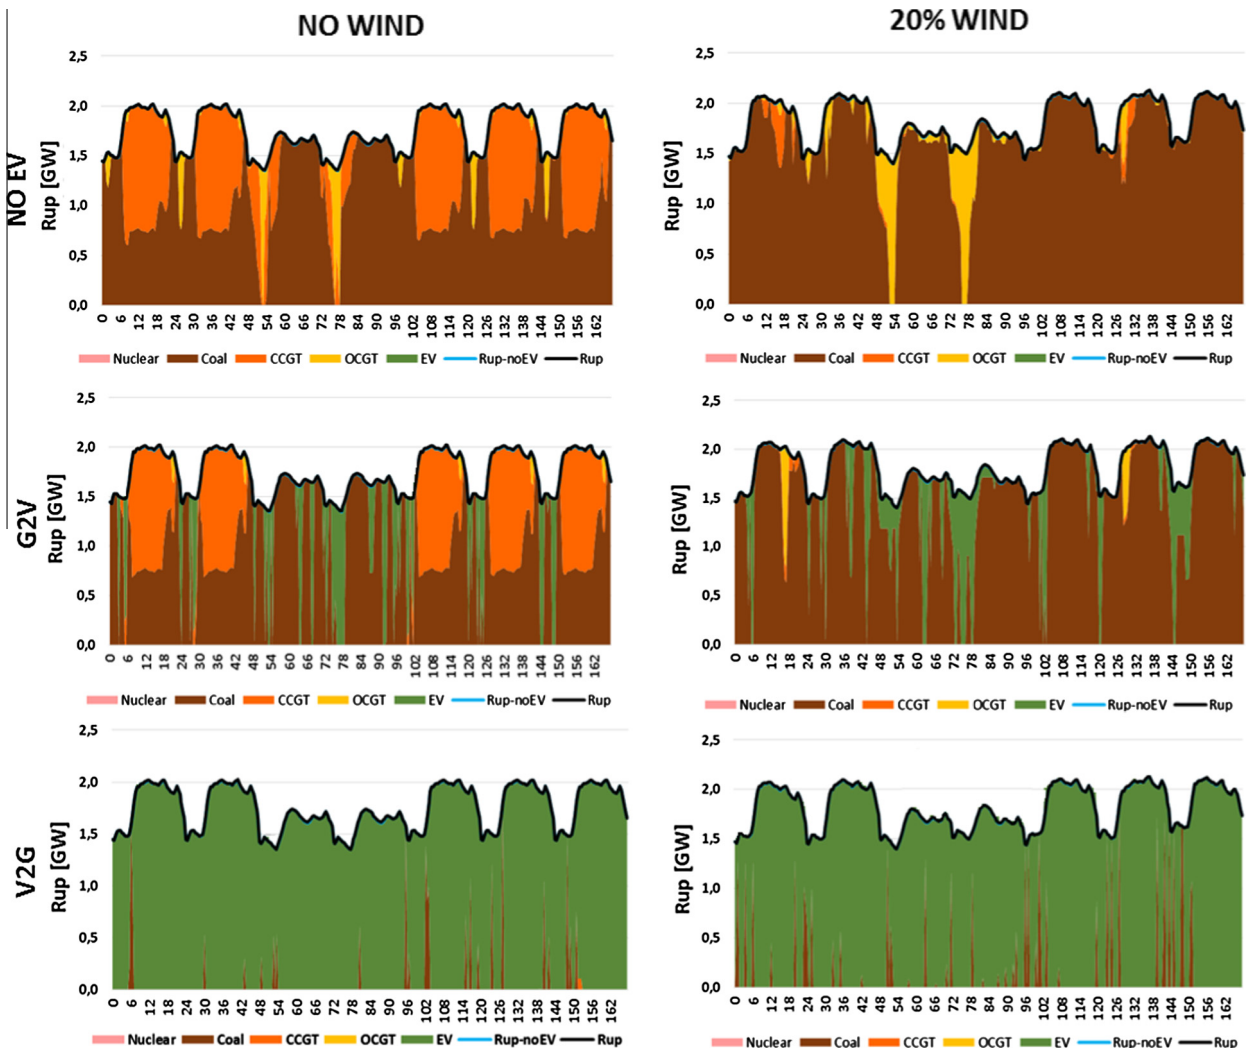 NO WIND
20% WIND
NO EV
Rup [GW]
2,5
2,0
1,5
1,0
0,5
0,0
0 6 12 18 24 30 36 42 48 54 60 66 72 78 84 90 96 102 108 114 120 126 132 138 144 150 156 162
Nuclear Coal CCGT OCGT EV Rup-noEV Rup
Rup [GW]
2,5
2,0
1,5
1,0
0,5
0,0
0 6 12 18 24 30 36 42 48 54 60 66 72 78 84 90 96 102 108 114 120 126 132 138 144 150 156 162
Nuclear Coal CCGT OCGT EV Rup-noEV Rup
G2V
Rup [GW]
2,5
2,0
1,5
1,0
0,5
0,0
0 6 12 18 24 30 36 42 48 54 60 66 72 78 84 90 96 102 108 114 120 126 132 138 144 150 156 162
Nuclear Coal CCGT OCGT EV Rup-noEV Rup
Rup [GW]
2,5
2,0
1,5
1,0
0,5
0,0
0 6 12 18 24 30 36 42 48 54 60 66 72 78 84 90 96 102 108 114 120 126 132 138 144 150 156 162
Nuclear Coal CCGT OCGT EV Rup-noEV Rup
V2G
Rup [GW]
2,5
2,0
1,5
1,0
0,5
0,0
0 6 12 18 24 30 36 42 48 54 60 66 72 78 84 90 96 102 108 114 120 126 132 138 144 150 156 162
Nuclear Coal CCGT OCGT EV Rup-noEV Rup
Rup [GW]
2,5
2,0
1,5
1,0
0,5
0,0
0 6 12 18 24 30 36 42 48 54 60 66 72 78 84 90 96 102 108 114 120 126 132 138 144 150 156 162
Nuclear Coal CCGT OCGT EV Rup-noEV Rup